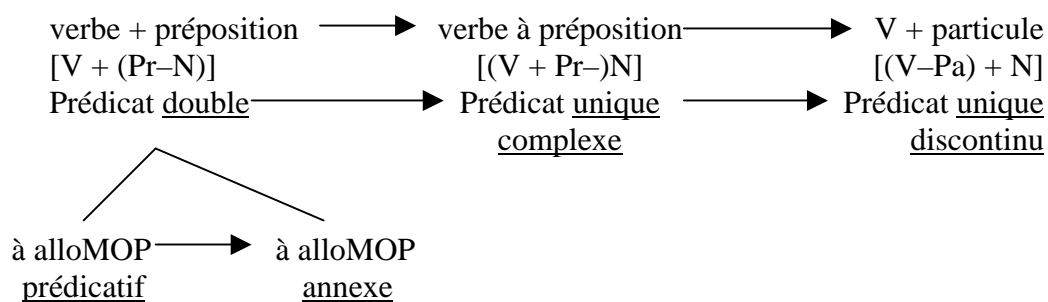 verbe + préposition verbe à préposition V + particule
[V + (Pr–N)] [(V + Pr-)N] [(V–Pa) + N]
Prédicat double Prédicat unique Prédicat unique
complexe discontinu
à alloMOP à alloMOP
prédicatif annexe